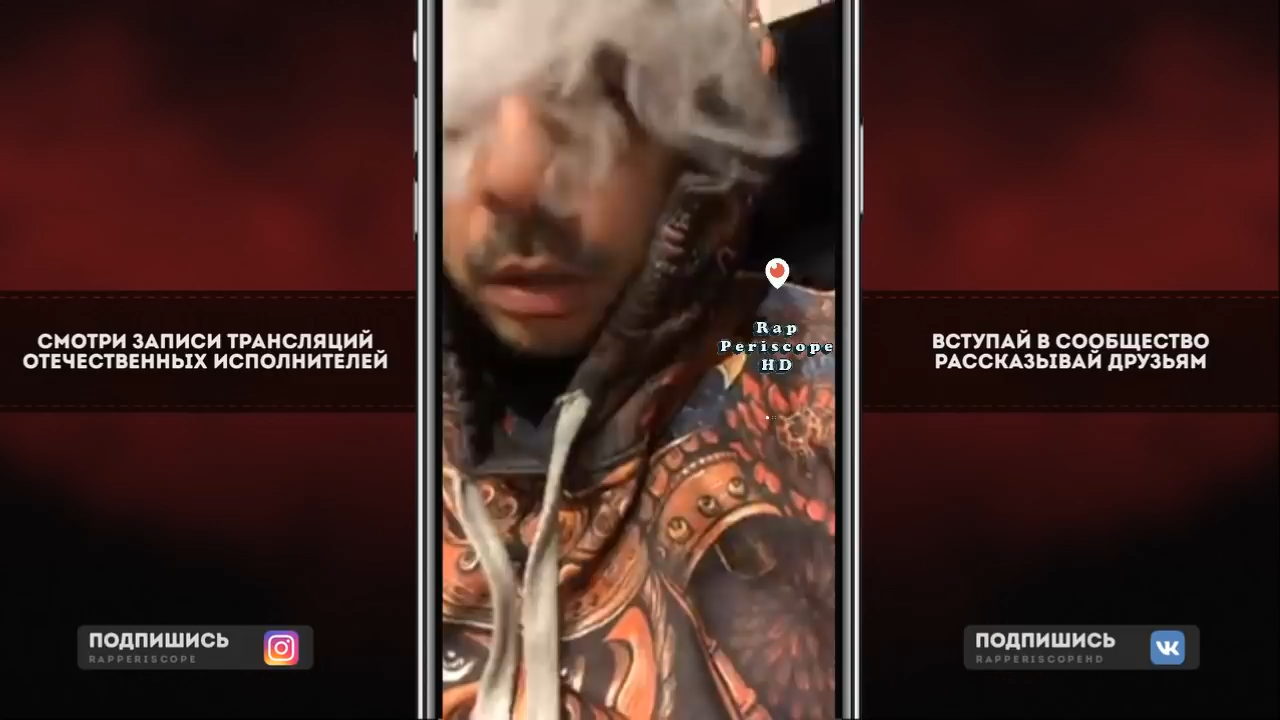 СМОТРИ ЗАПИСИ ТРАНСЛЯЦИЙ
ОТЕЧЕСТВЕННЫХ ИСПОЛНИТЕЛЕЙ
Rap
Periscope
HD
ВСТУПАЙ В СООБЩЕСТВО
РАССКАЗЫВАЙ ДРУЗЬЯМ
ПОДПИШИСЬ
RAPPERISCOPE
ПОДПИШИСЬ
RAPPERISCOPEHD